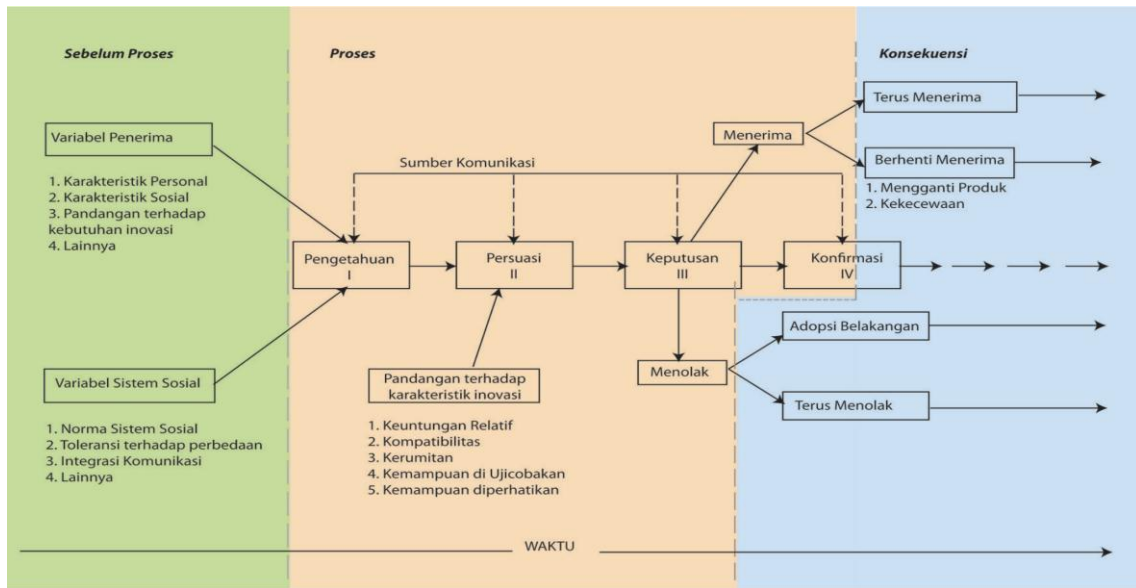 Sebelum Proses
Proses
Konsekuensi
Variabel Penerima
1. Karakteristik Personal
2. Karakteristik Sosial
3. Pandangan terhadap
kebutuhan inovasi
4. Lainnya
Variabel Sistem Sosial
1. Norma Sistem Sosial
2. Toleransi terhadap perbedaan
3. Integrasi Komunikasi
4. Lainnya
Sumber Komunikasi
Pengetahuan
I
Persuasi
II
Keputusan
III
Konfirmasi
IV
Pandangan terhadap
karakteristik inovasi
1. Keuntungan Relatif
2. Kompatibilitas
3. Kerumitan
4. Kemampuan di Ujicobakan
5. Kemampuan diperhatikan
Menerima
Menolak
Terus Menerima
Berhenti Menerima
1. Mengganti Produk
2. Kekecewaan
Adopsi Belakangan
Terus Menolak
WAKTU